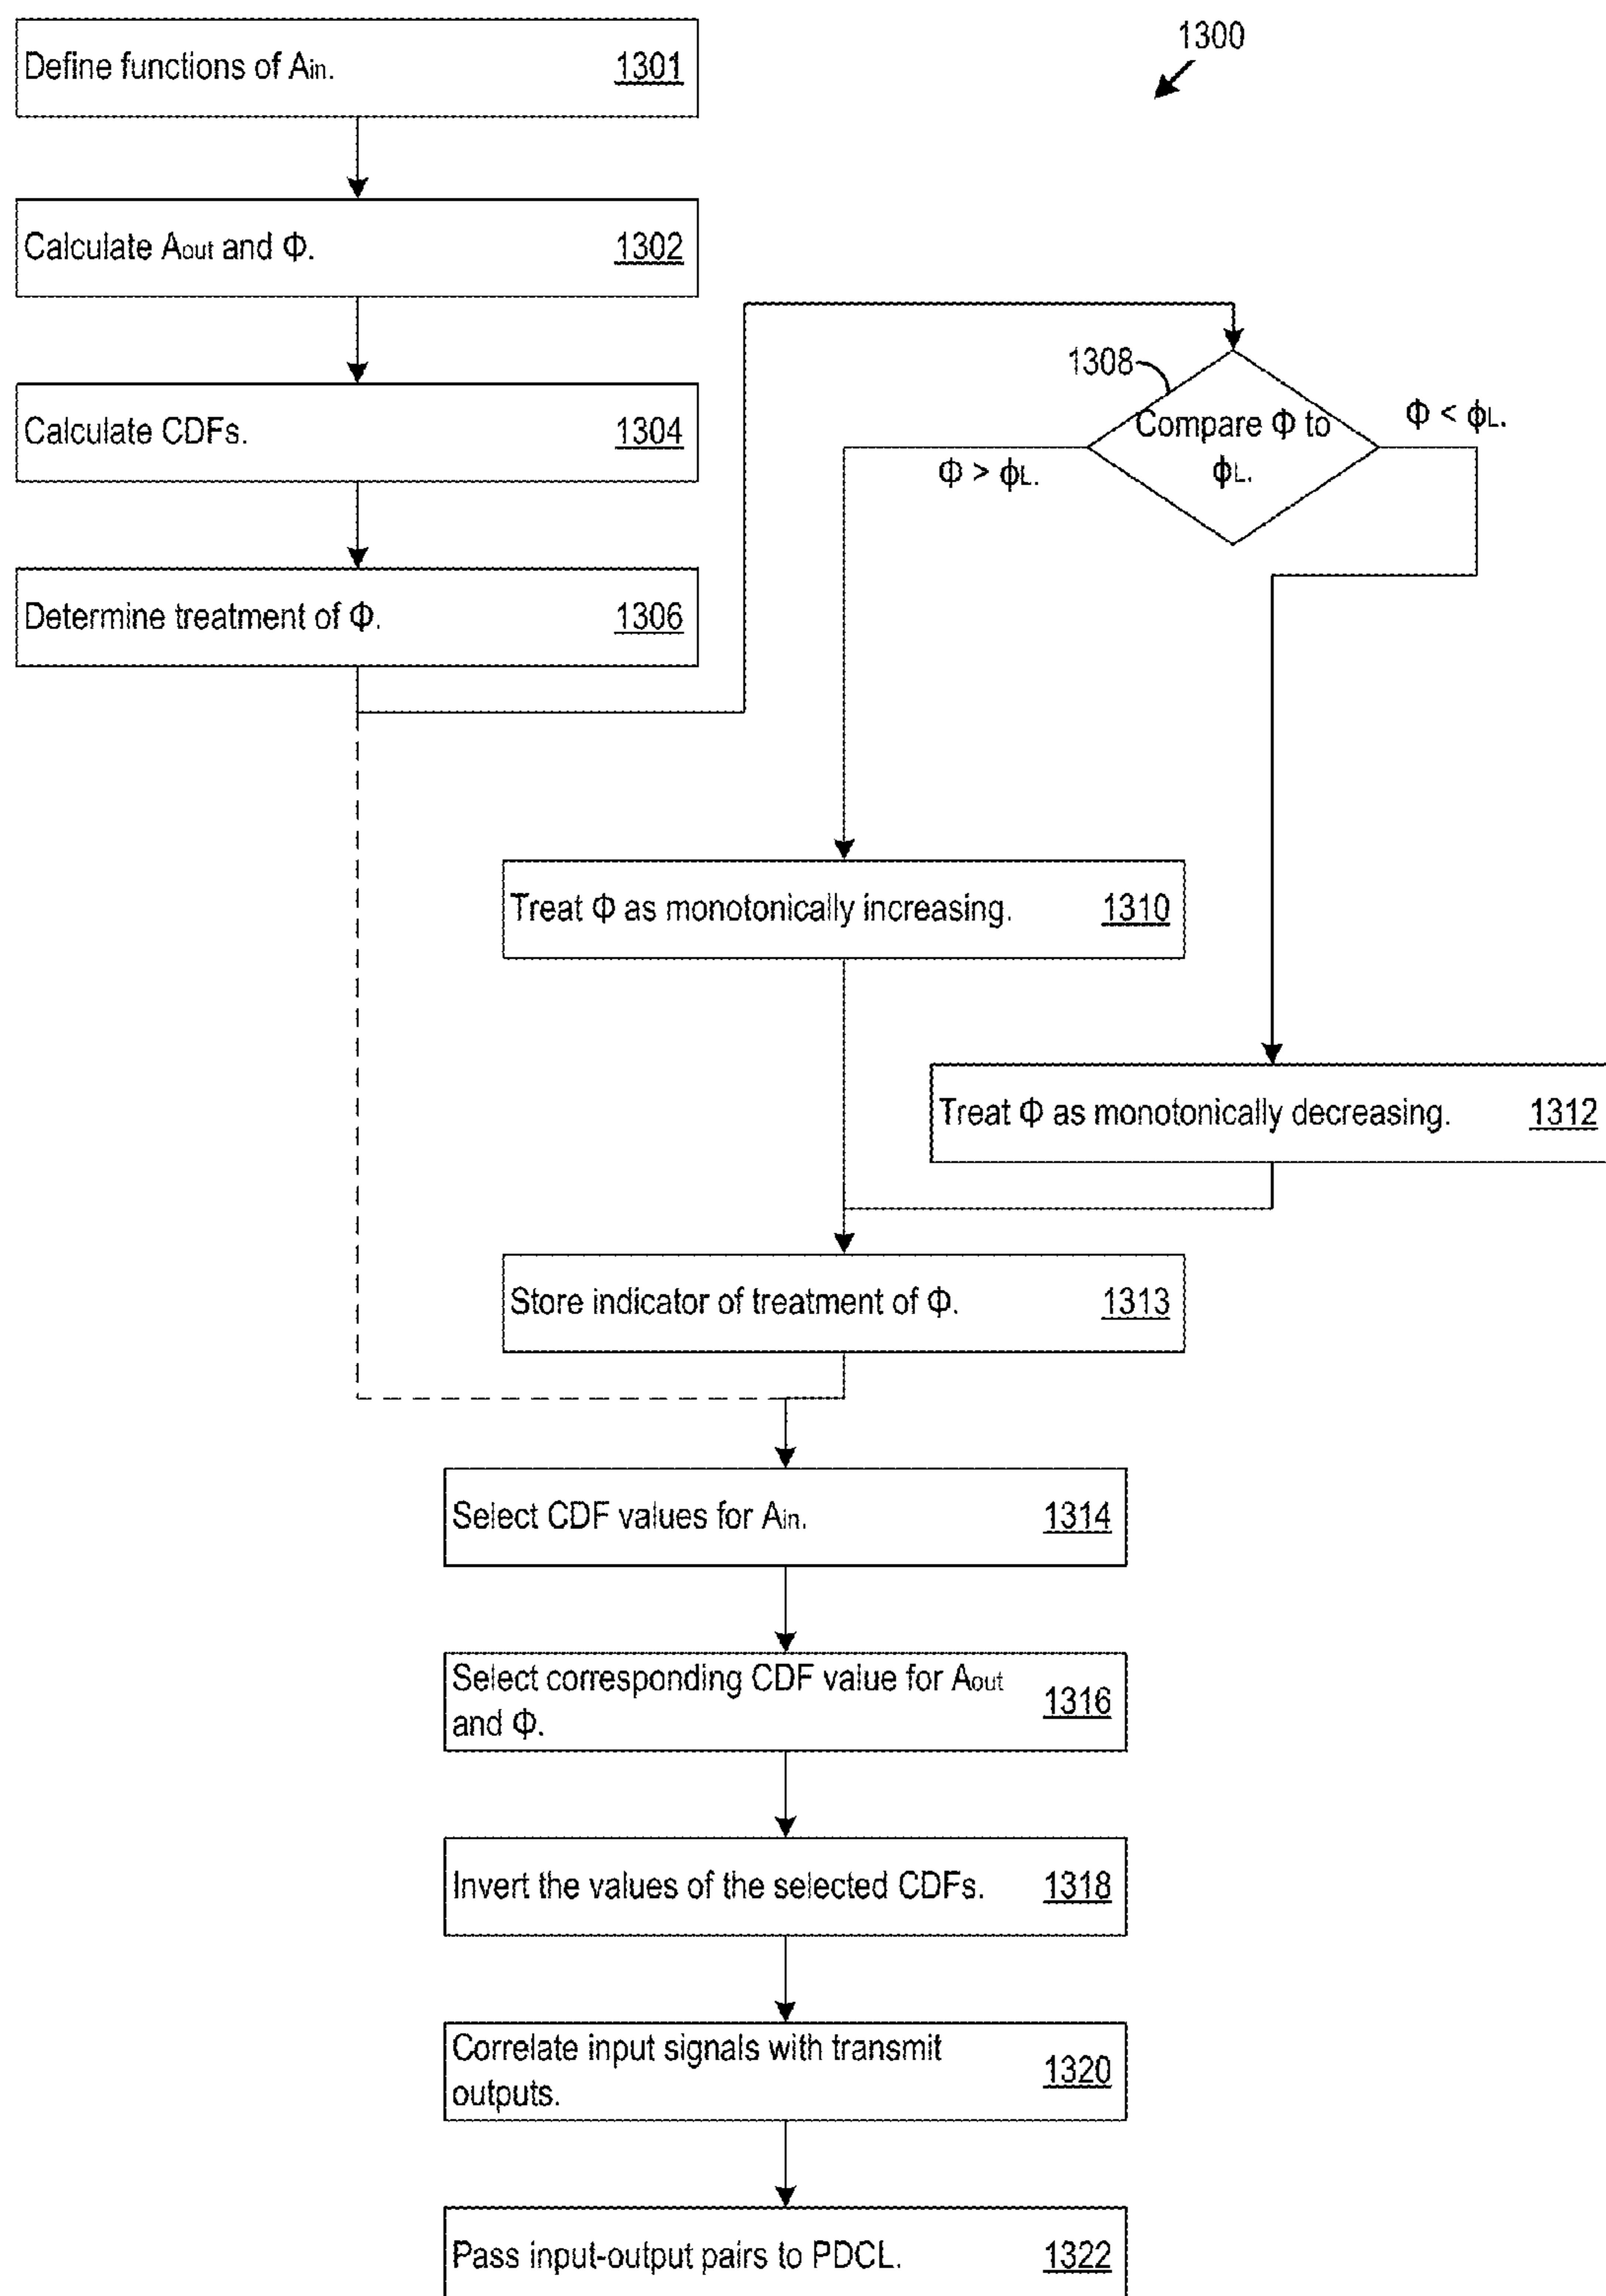 1300
Define functions of Ain. 1301
Calculate Aout and Φ. 1302
Calculate CDFs. 1304
Determine treatment of Φ. 1306
1308
Compare Φ to
ϕL.
Φ < ϕL.
Φ > ϕL.
Treat Φ as monotonically increasing. 1310
Treat Φ as monotonically decreasing. 1312
Store indicator of treatment of Φ. 1313
Select CDF values for Ain. 1314
Select corresponding CDF value for Aout
and Φ. 1316
Invert the values of the selected CDFs. 1318
Correlate input signals with transmit
outputs. 1320
Pass input-output pairs to PDCL. 1322